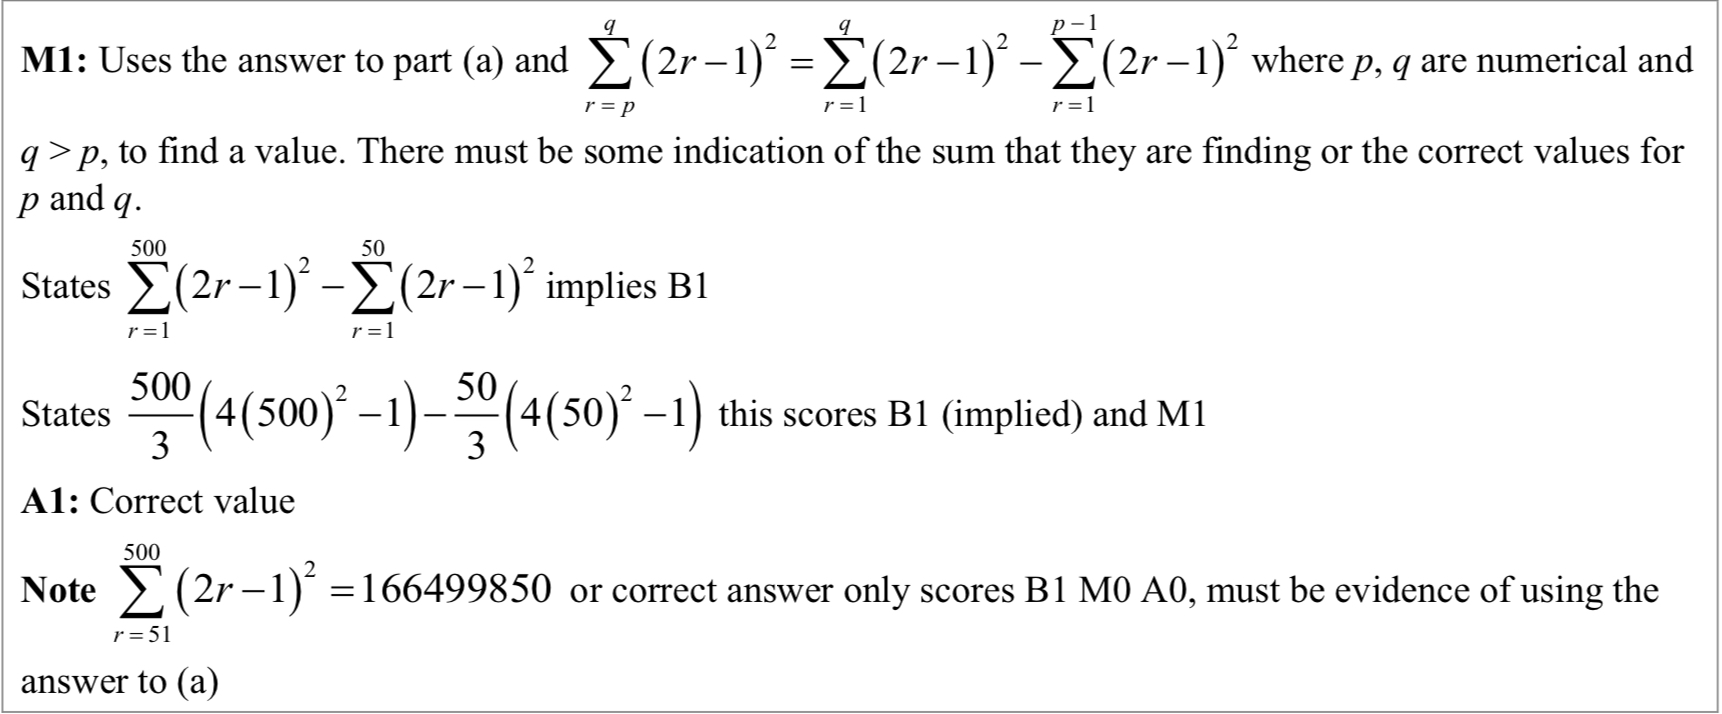 M1: Uses the answer to part (a) and $\sum_{r=p}^{q}(2r-1)^2 = \sum_{r=1}^{q}(2r-1)^2 - \sum_{r=1}^{p-1}(2r-1)^2$ where p, q are numerical and
q > p, to find a value. There must be some indication of the sum that they are finding or the correct values for
p and q.
States $\sum_{r=1}^{500}(2r-1)^2 - \sum_{r=1}^{50}(2r-1)^2$ implies B1
States $\frac{500}{3}\left(4(500)^2-1\right) - \frac{50}{3}\left(4(50)^2-1\right)$ this scores B1 (implied) and M1
A1: Correct value
Note $\sum_{r=51}^{500}(2r-1)^2 = 166499850$ or correct answer only scores B1 M0 A0, must be evidence of using the
answer to (a)